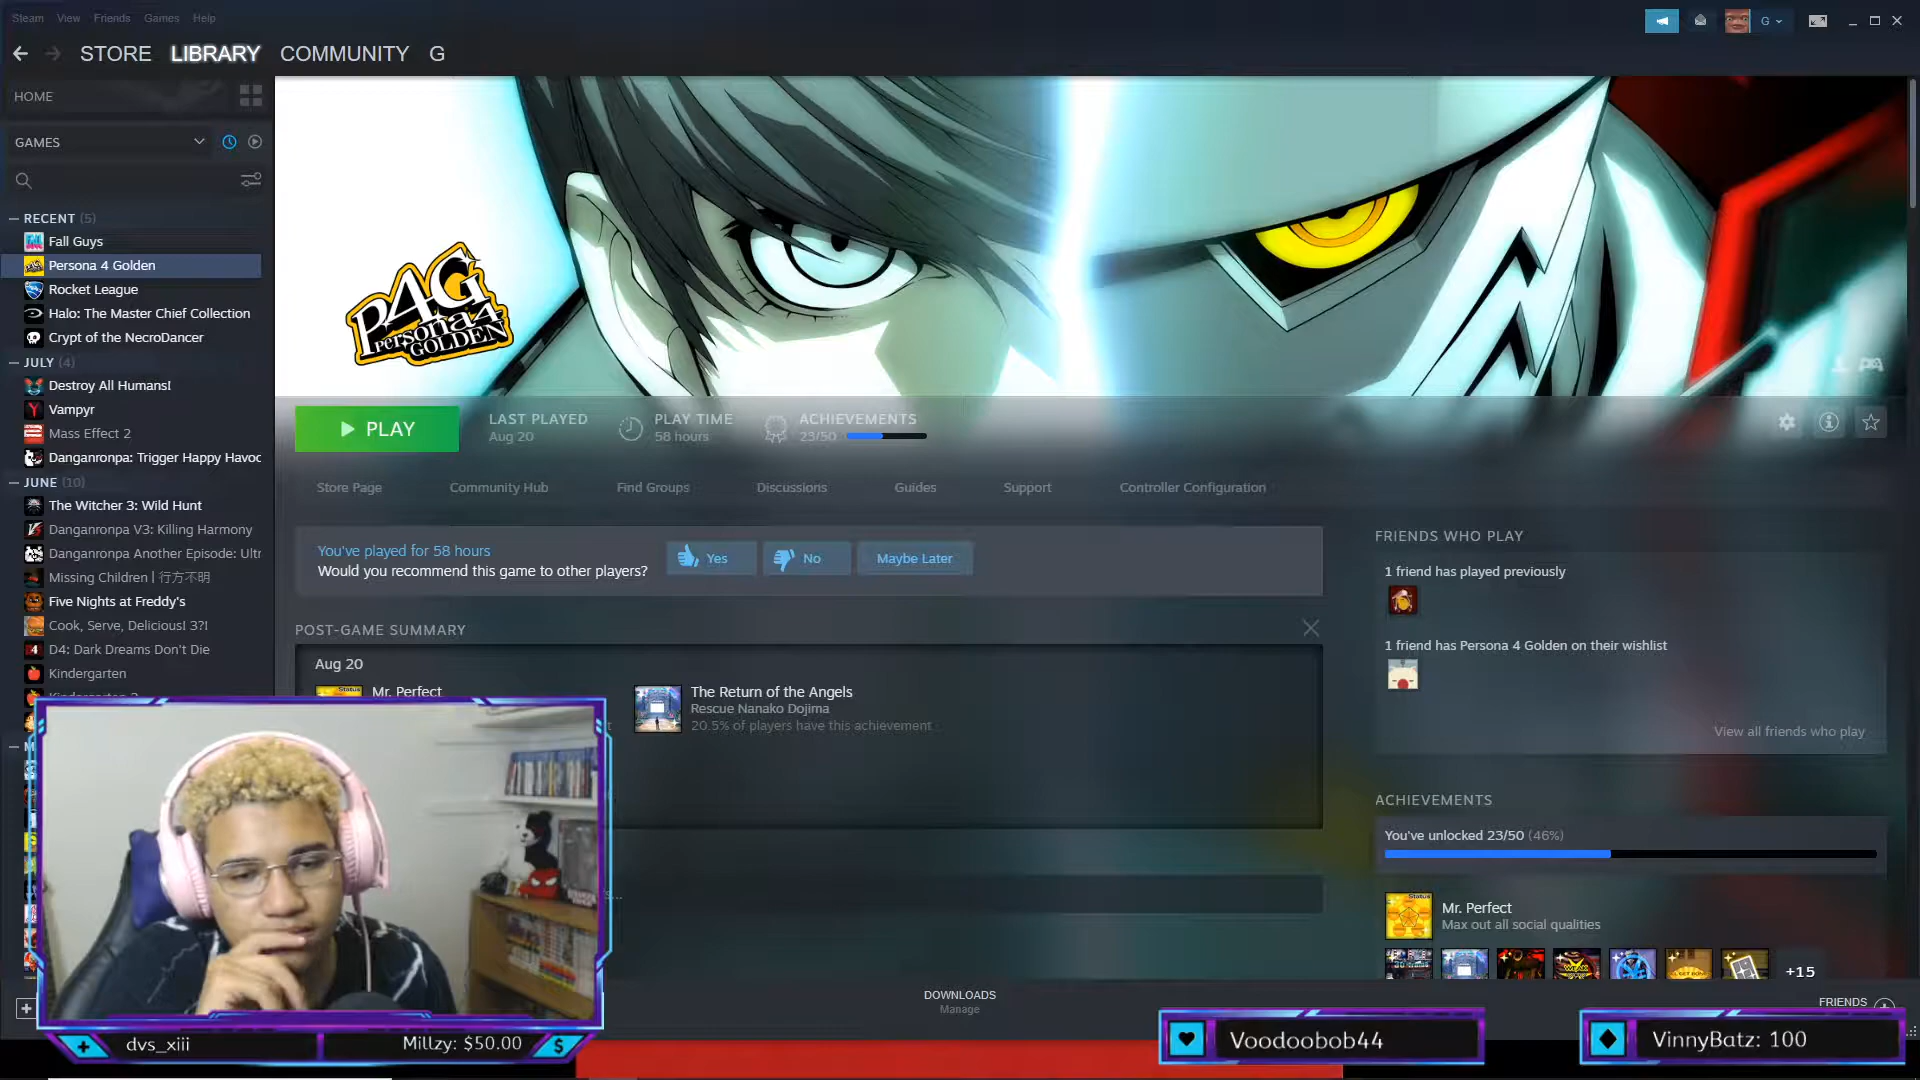 Steam View Friends Games Help
G
STORE LIBRARY COMMUNITY G
HOME
GAMES
RECENT (5)
Fall Guys
Persona 4 Golden
Rocket League
Halo: The Master Chief Collection
Crypt of the NecroDancer
JULY (4)
Destroy All Humans!
Vampyr
Mass Effect 2
Danganronpa: Trigger Happy Havoc
JUNE (10)
The Witcher 3: Wild Hunt
Danganronpa V3: Killing Harmony
Danganronpa Another Episode: Ultr
Missing Children | 行方不明
Five Nights at Freddy's
Cook, Serve, Delicious! 3?!
D4: Dark Dreams Don't Die
Kindergarten
Kindergarten 2
M
P4G
Persona 4
GOLDEN
PLAY
LAST PLAYED
Aug 20
PLAY TIME
58 hours
ACHIEVEMENTS
23/50
Store Page Community Hub Find Groups Discussions Guides Support Controller Configuration
You've played for 58 hours
Would you recommend this game to other players?
Yes No Maybe Later
POST-GAME SUMMARY
Aug 20
Status
Mr. Perfect
The Return of the Angels
Rescue Nanako Dojima
20.5% of players have this achievement
FRIENDS WHO PLAY
1 friend has played previously
1 friend has Persona 4 Golden on their wishlist
View all friends who play
ACHIEVEMENTS
You've unlocked 23/50 (46%)
Status
Mr. Perfect
Max out all social qualities
+15
DOWNLOADS
Manage
FRIENDS
dvs_xiii
Millzy: $50.00
Voodoobob44
VinnyBatz: 100